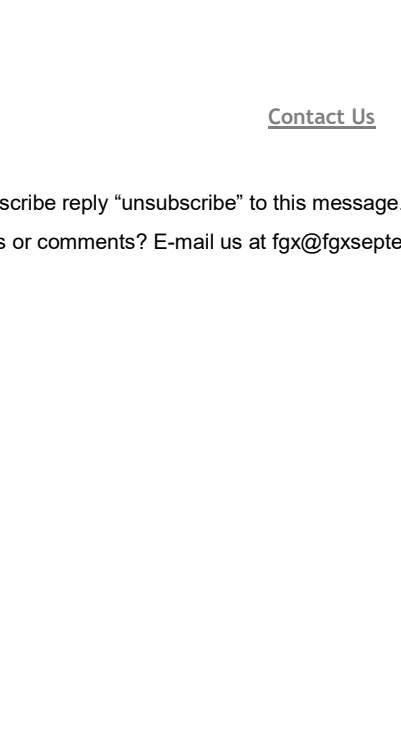 Contact Us
scribe reply “unsubscribe” to this message.
s or comments? E-mail us at fgx@fgxsepte